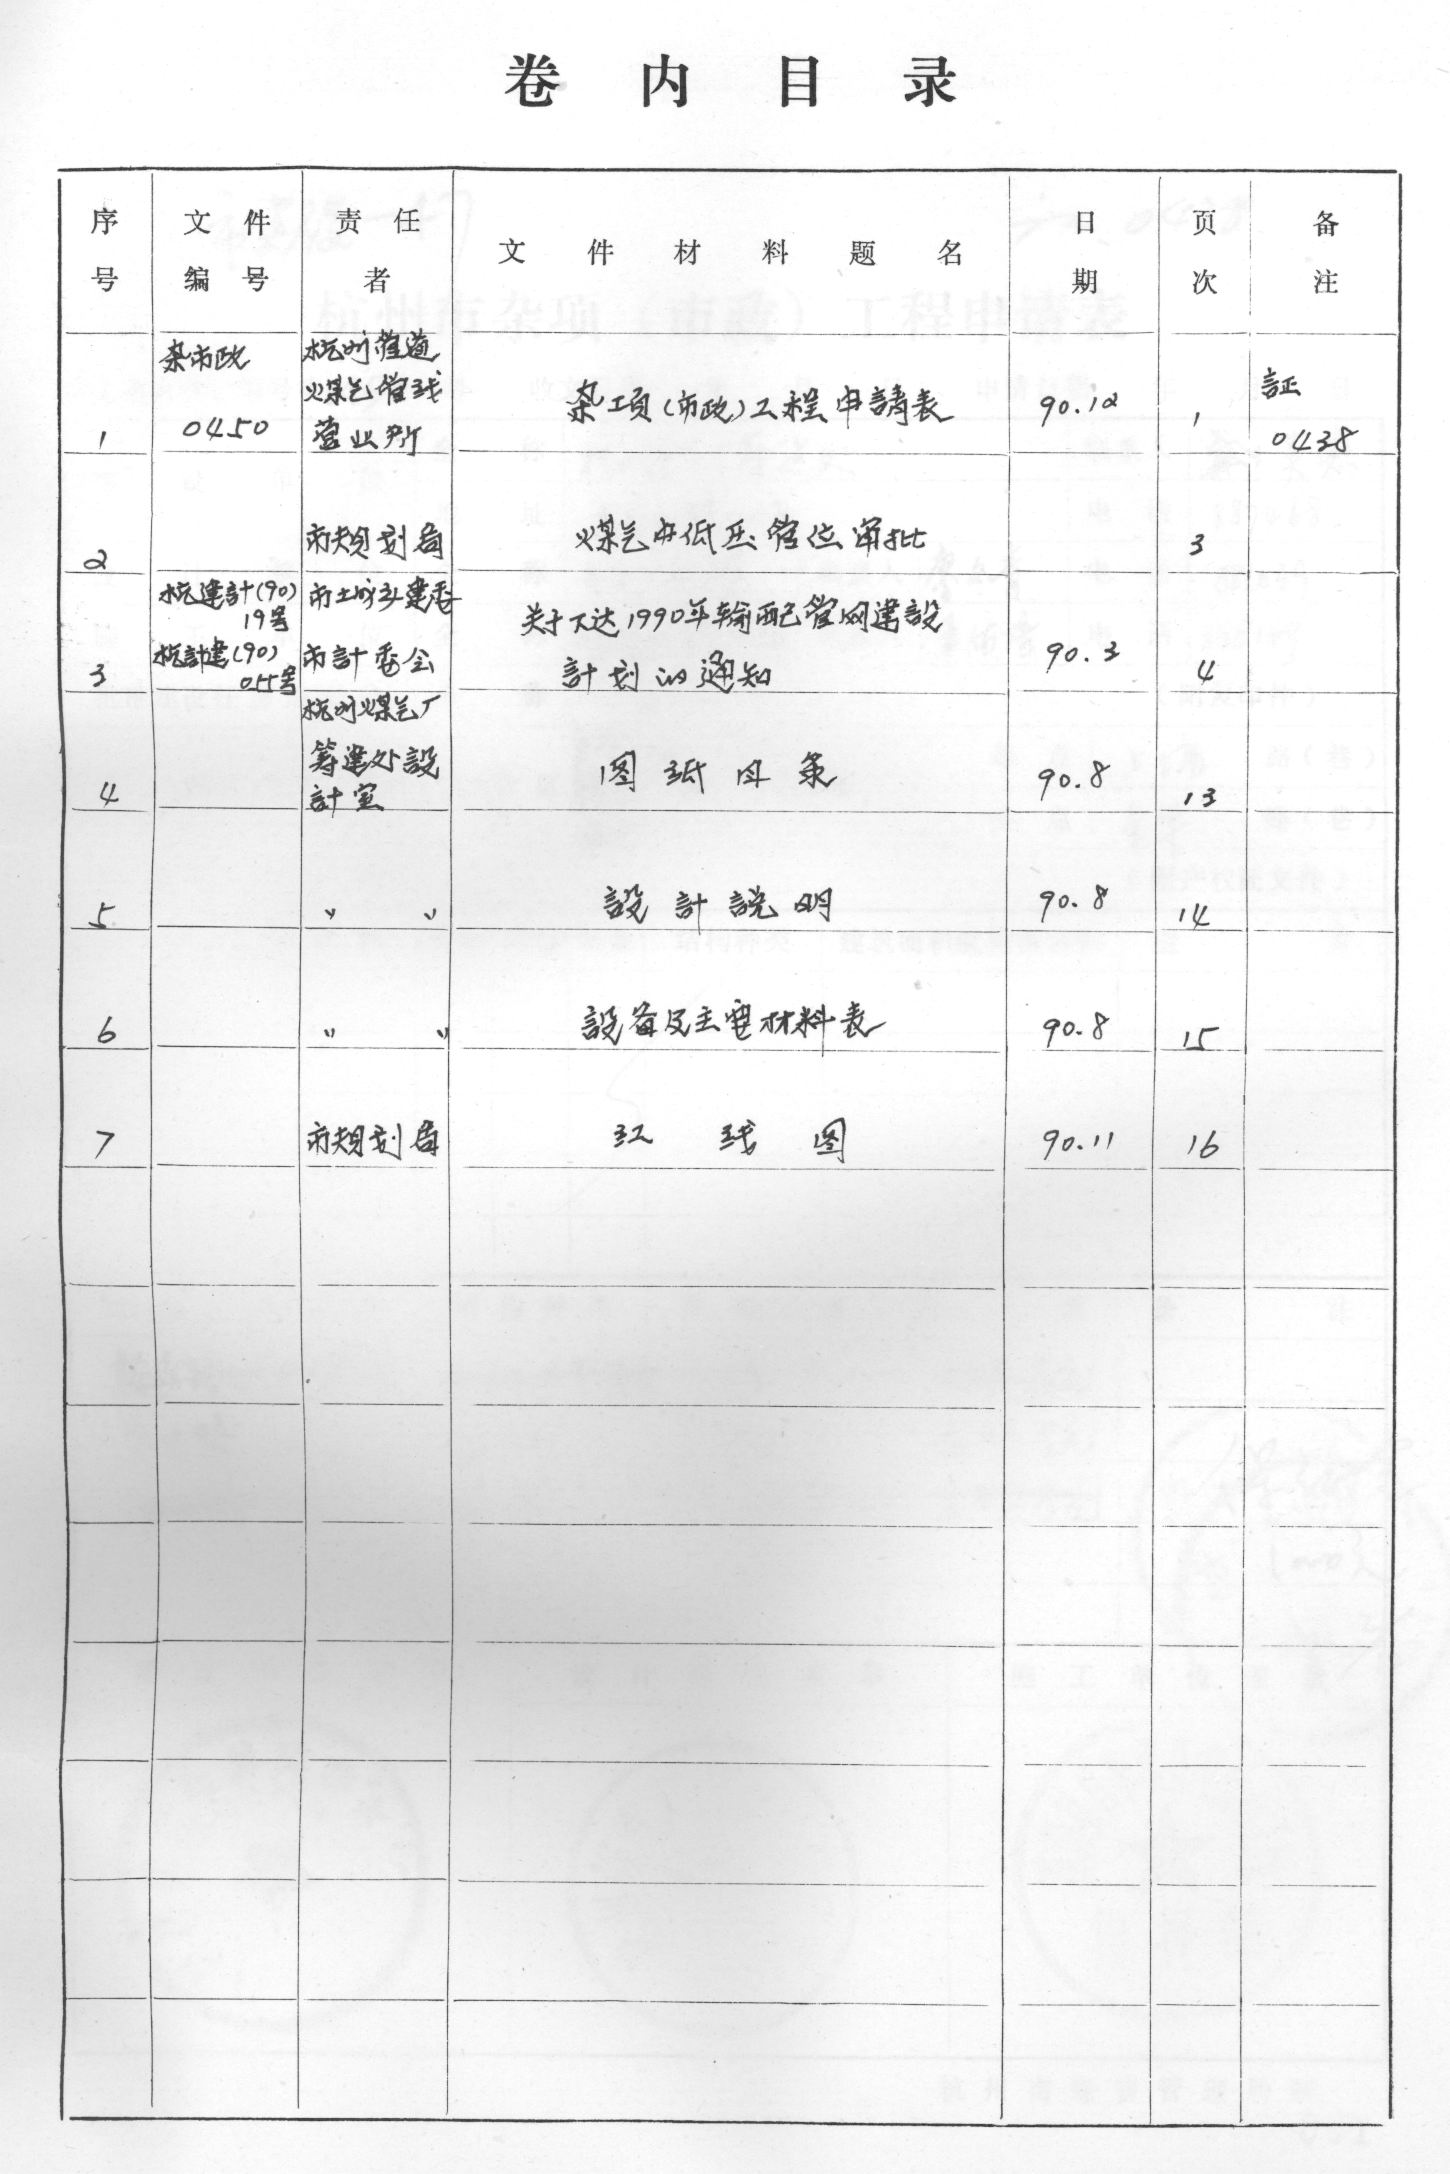 卷内目录
序号 文件编号 责任者 文件材料题名 日期 页次 备注
杂市政 杭州管道
煤气管线 杂项(市政)工程申請表 90.12 証
1 0450 营业所 1 0438
2 市规划局 煤气中低压管位审批 3
杭建計(90) 市土城乡建委
19号 关于下达1990年输配管网建設
3 杭計建(90) 市計委会 計划的通知 90.3 4
055号
杭州煤气厂
筹建处設 图纸目录 90.8
4 計室 13
5 〃 〃 設計説明 90.8 14
6 〃 〃 設备及主要材料表 90.8 15
7 市规划局 红线图 90.11 16